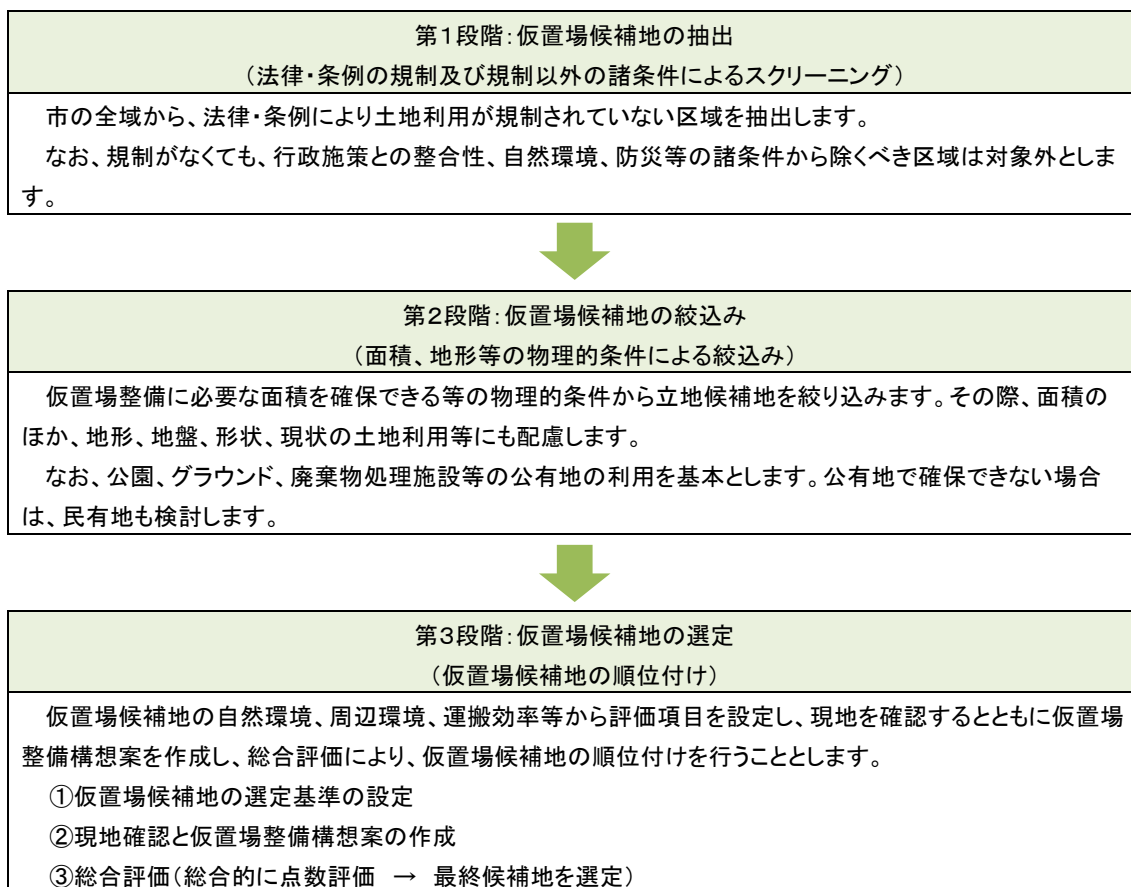 第1段階:仮置場候補地の抽出
(法律・条例の規制及び規制以外の諸条件によるスクリーニング)
市の全域から、法律・条例により土地利用が規制されていない区域を抽出します。
なお、規制がなくても、行政施策との整合性、自然環境、防災等の諸条件から除くべき区域は対象外としま
す。
第2段階:仮置場候補地の絞込み
(面積、地形等の物理的条件による絞込み)
仮置場整備に必要な面積を確保できる等の物理的条件から立地候補地を絞り込みます。その際、面積の
ほか、地形、地盤、形状、現状の土地利用等にも配慮します。
なお、公園、グラウンド、廃棄物処理施設等の公有地の利用を基本とします。公有地で確保できない場合
は、民有地も検討します。
第3段階:仮置場候補地の選定
(仮置場候補地の順位付け)
仮置場候補地の自然環境、周辺環境、運搬効率等から評価項目を設定し、現地を確認するとともに仮置場
整備構想案を作成し、総合評価により、仮置場候補地の順位付けを行うこととします。
①仮置場候補地の選定基準の設定
②現地確認と仮置場整備構想案の作成
③総合評価(総合的に点数評価 → 最終候補地を選定)